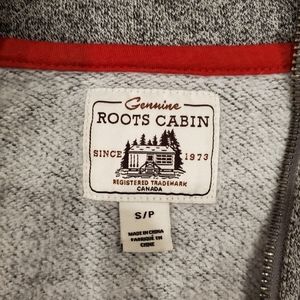 Genuine
ROOTS CABIN
SINCE 1973
REGISTERED TRADEMARK
CANADA
S/P
MADE IN CHINA
FABRIQUÉ EN
CHINE